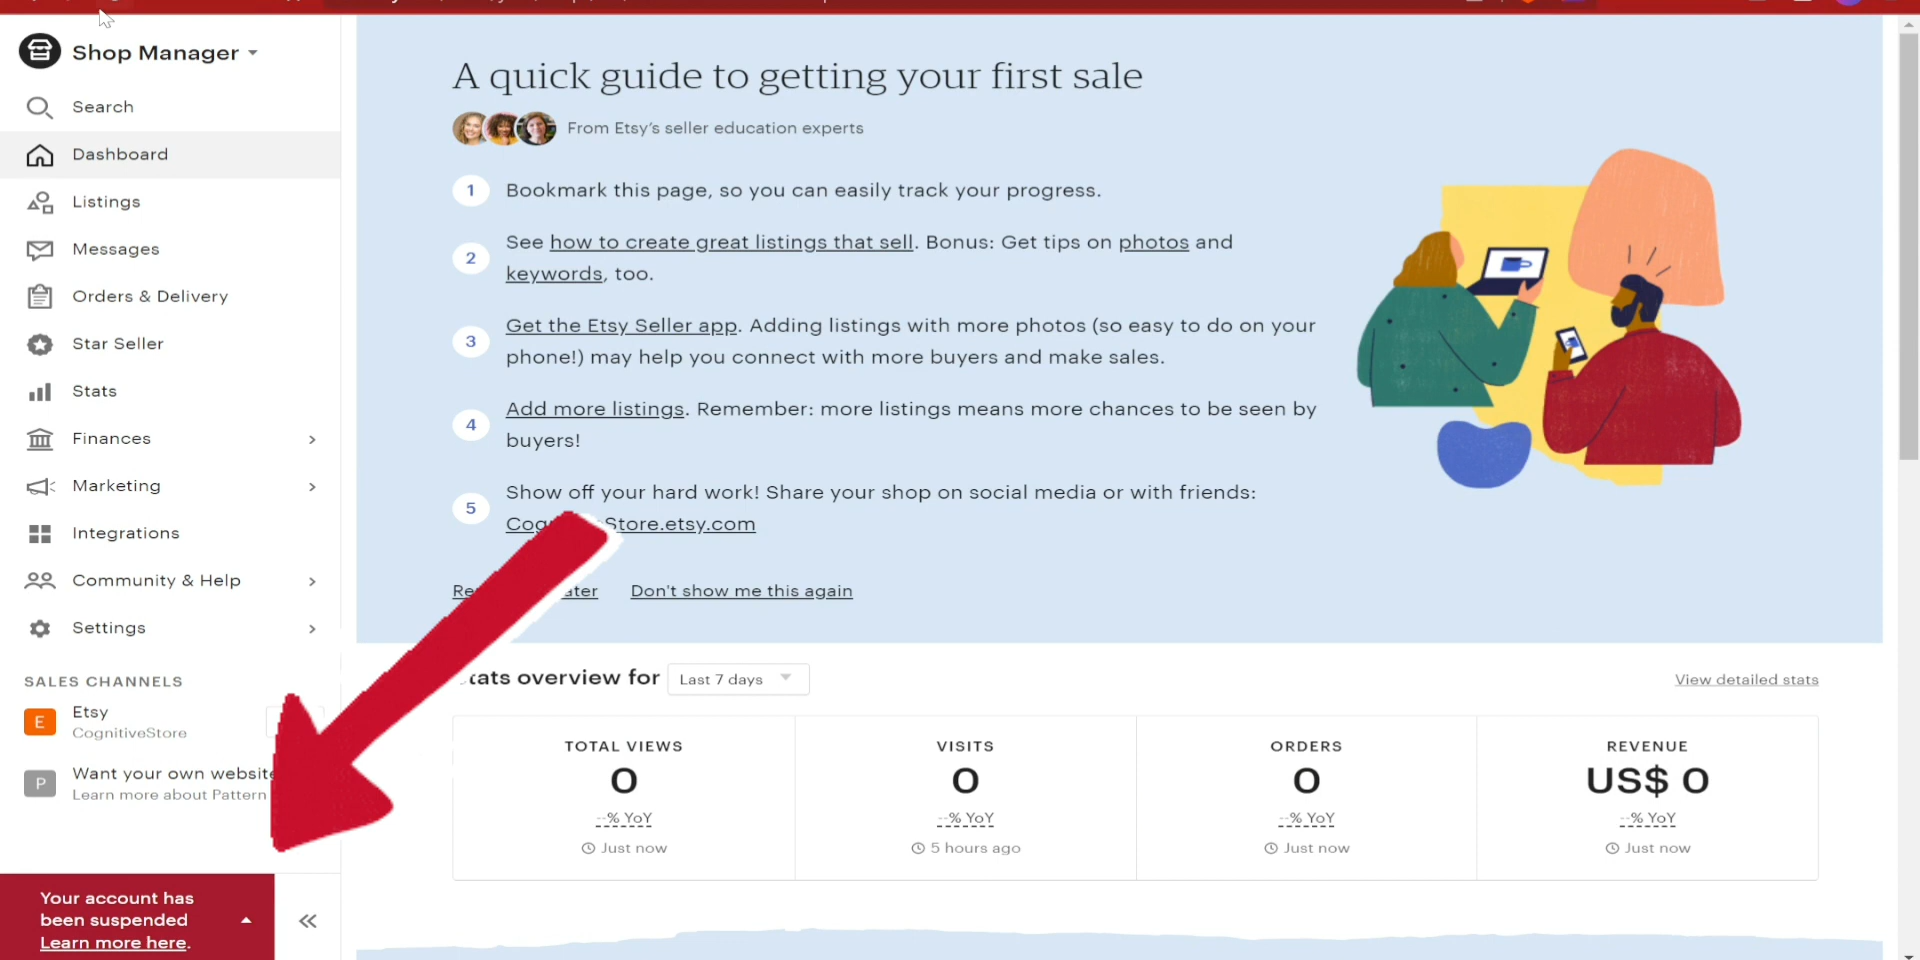 Shop Manager
Search
Dashboard
Listings
Messages
Orders & Delivery
Star Seller
Stats
Finances
Marketing
Integrations
Community & Help
Settings
SALES CHANNELS
E
Etsy
CognitiveStore
P
Want your own website
Learn more about Pattern
Your account has
been suspended
Learn more here.
A quick guide to getting your first sale
From Etsy's seller education experts
1 Bookmark this page, so you can easily track your progress.
2 See how to create great listings that sell. Bonus: Get tips on photos and
keywords, too.
3 Get the Etsy Seller app. Adding listings with more photos (so easy to do on your
phone!) may help you connect with more buyers and make sales.
4 Add more listings. Remember: more listings means more chances to be seen by
buyers!
5 Show off your hard work! Share your shop on social media or with friends:
Store.etsy.com
Don't show me this again
overview for Last 7 days
View detailed stats
TOTAL VIEWS
0
--% YoY
Just now
VISITS
0
--% YoY
5 hours ago
ORDERS
0
--% YoY
Just now
REVENUE
US$ 0
--% YoY
Just now